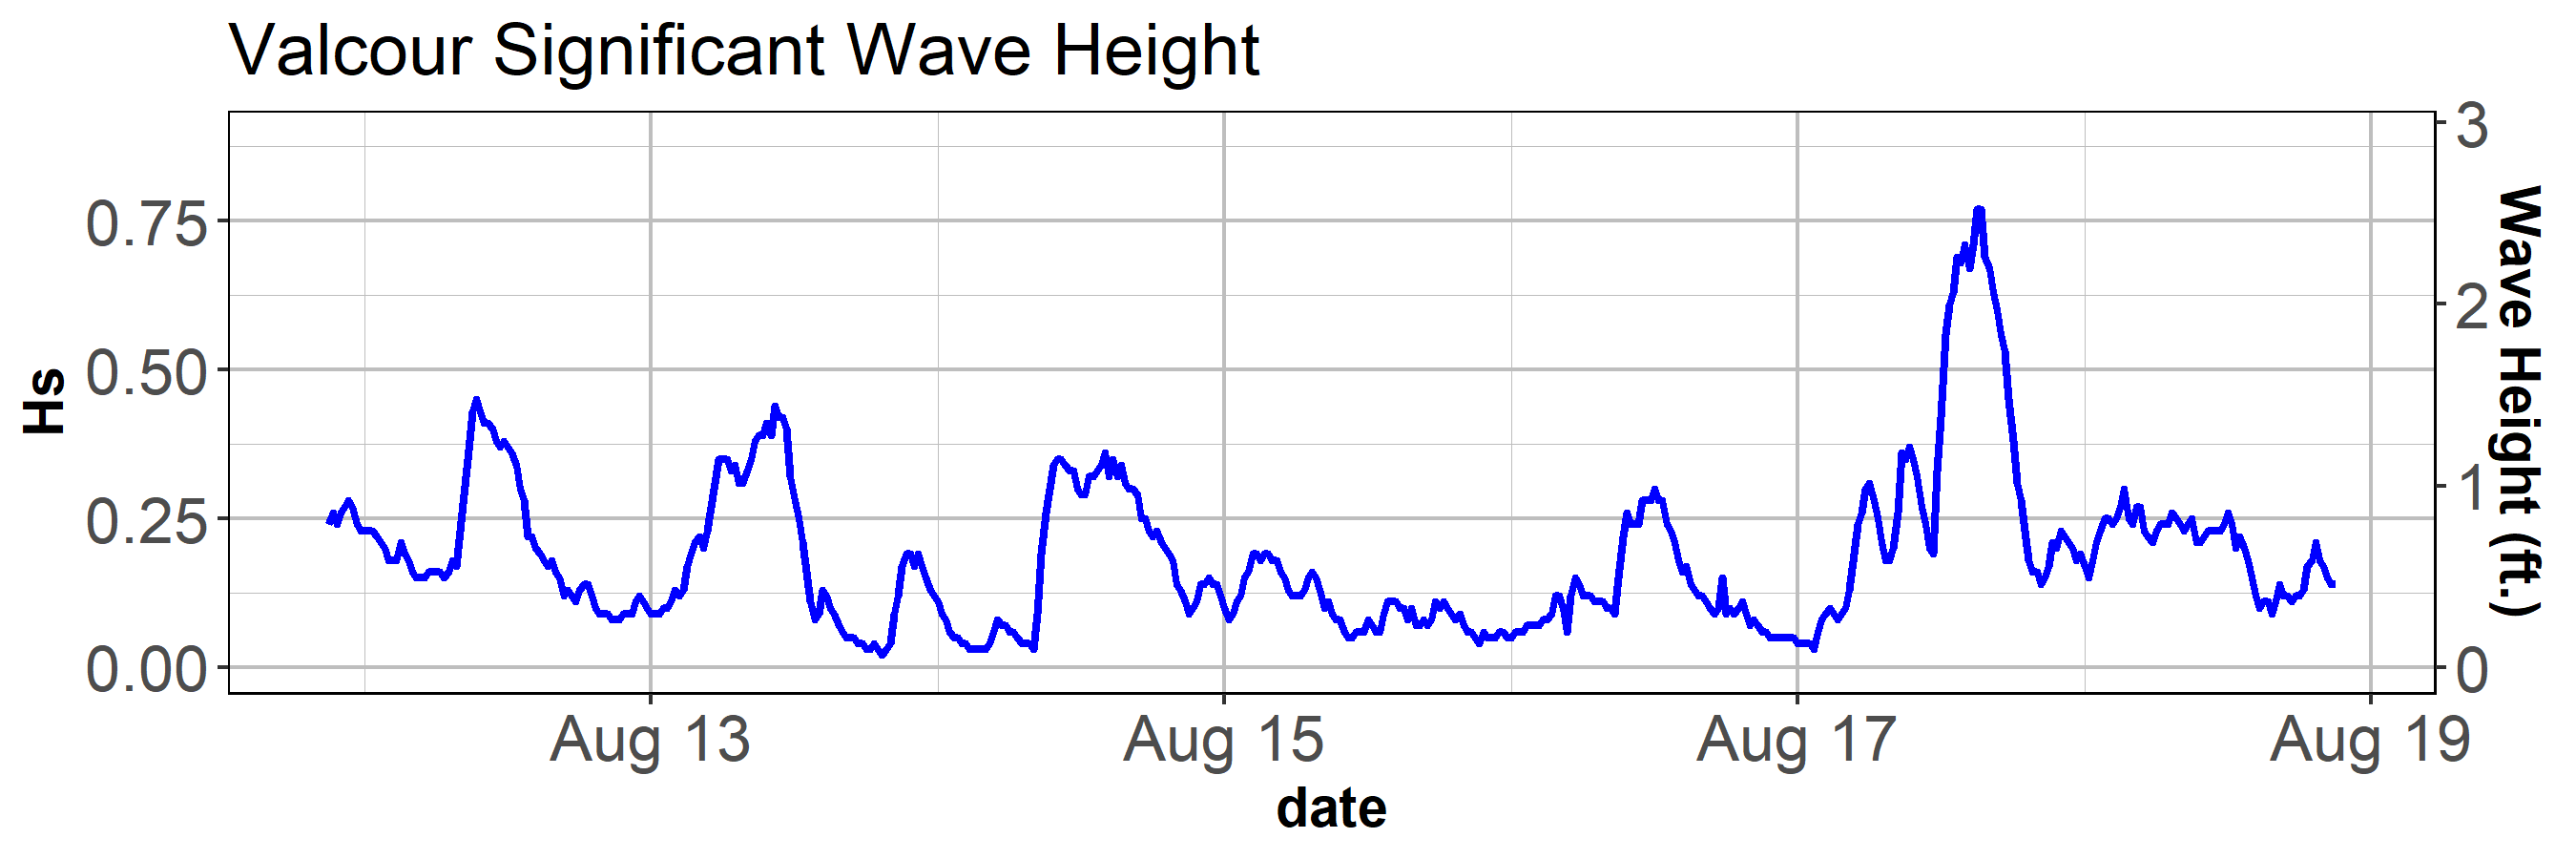 Valcour Significant Wave Height
Hs
0.75
0.50
0.25
0.00
3
2
1
0
Wave Height (ft.)
Aug 13 Aug 15 Aug 17 Aug 19
date